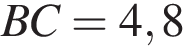 BC = 4,8